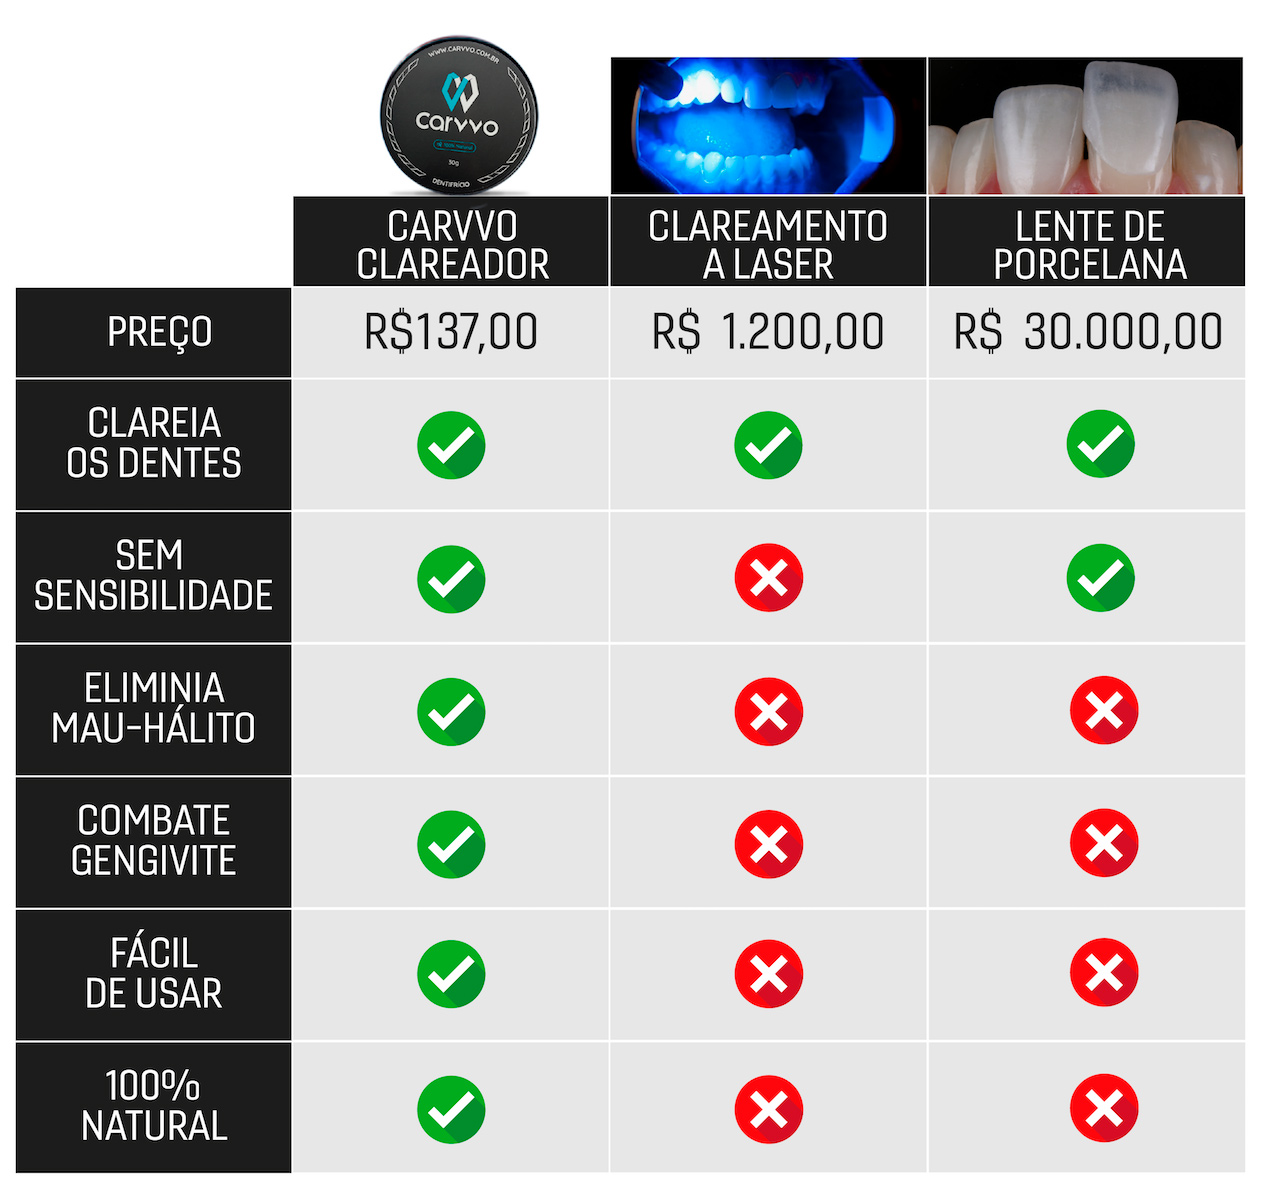 WWW.CARVVO.COM.BR
carvvo
100% Natural
30g
DENTIFRÍCIO
CARVVO
CLAREADOR
CLAREAMENTO
A LASER
LENTE DE
PORCELANA
PREÇO
R$137,00
R$ 1.200,00
R$ 30.000,00
CLAREIA
OS DENTES
SEM
SENSIBILIDADE
ELIMINIA
MAU-HÁLITO
COMBATE
GENGIVITE
FÁCIL
DE USAR
100%
NATURAL